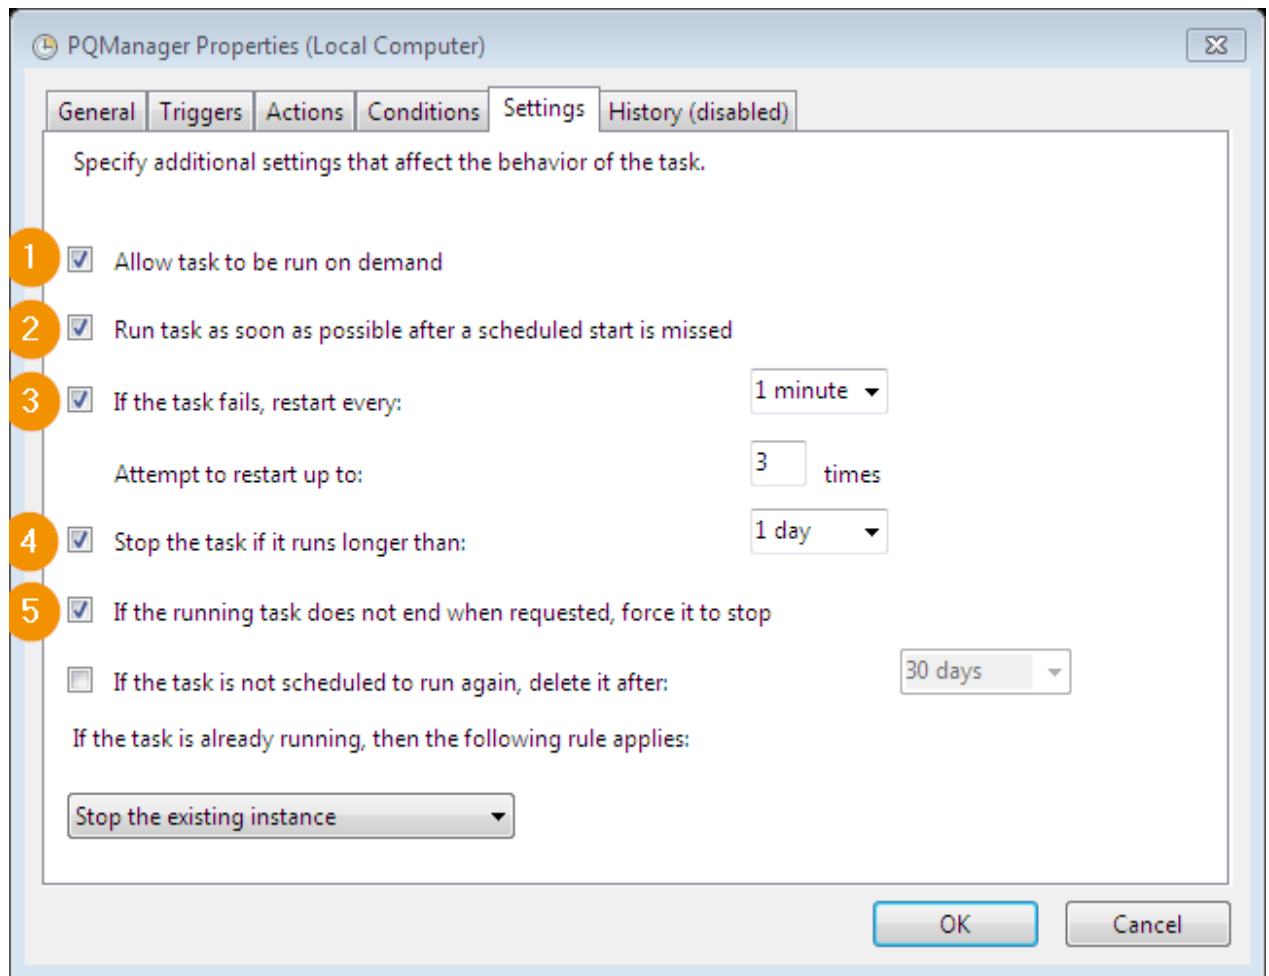 PQManager Properties (Local Computer)
General Triggers Actions Conditions Settings History (disabled)
Specify additional settings that affect the behavior of the task.
1 Allow task to be run on demand
2 Run task as soon as possible after a scheduled start is missed
3 If the task fails, restart every: 1 minute
Attempt to restart up to: 3 times
4 Stop the task if it runs longer than: 1 day
5 If the running task does not end when requested, force it to stop
If the task is not scheduled to run again, delete it after: 30 days
If the task is already running, then the following rule applies:
Stop the existing instance
OK Cancel